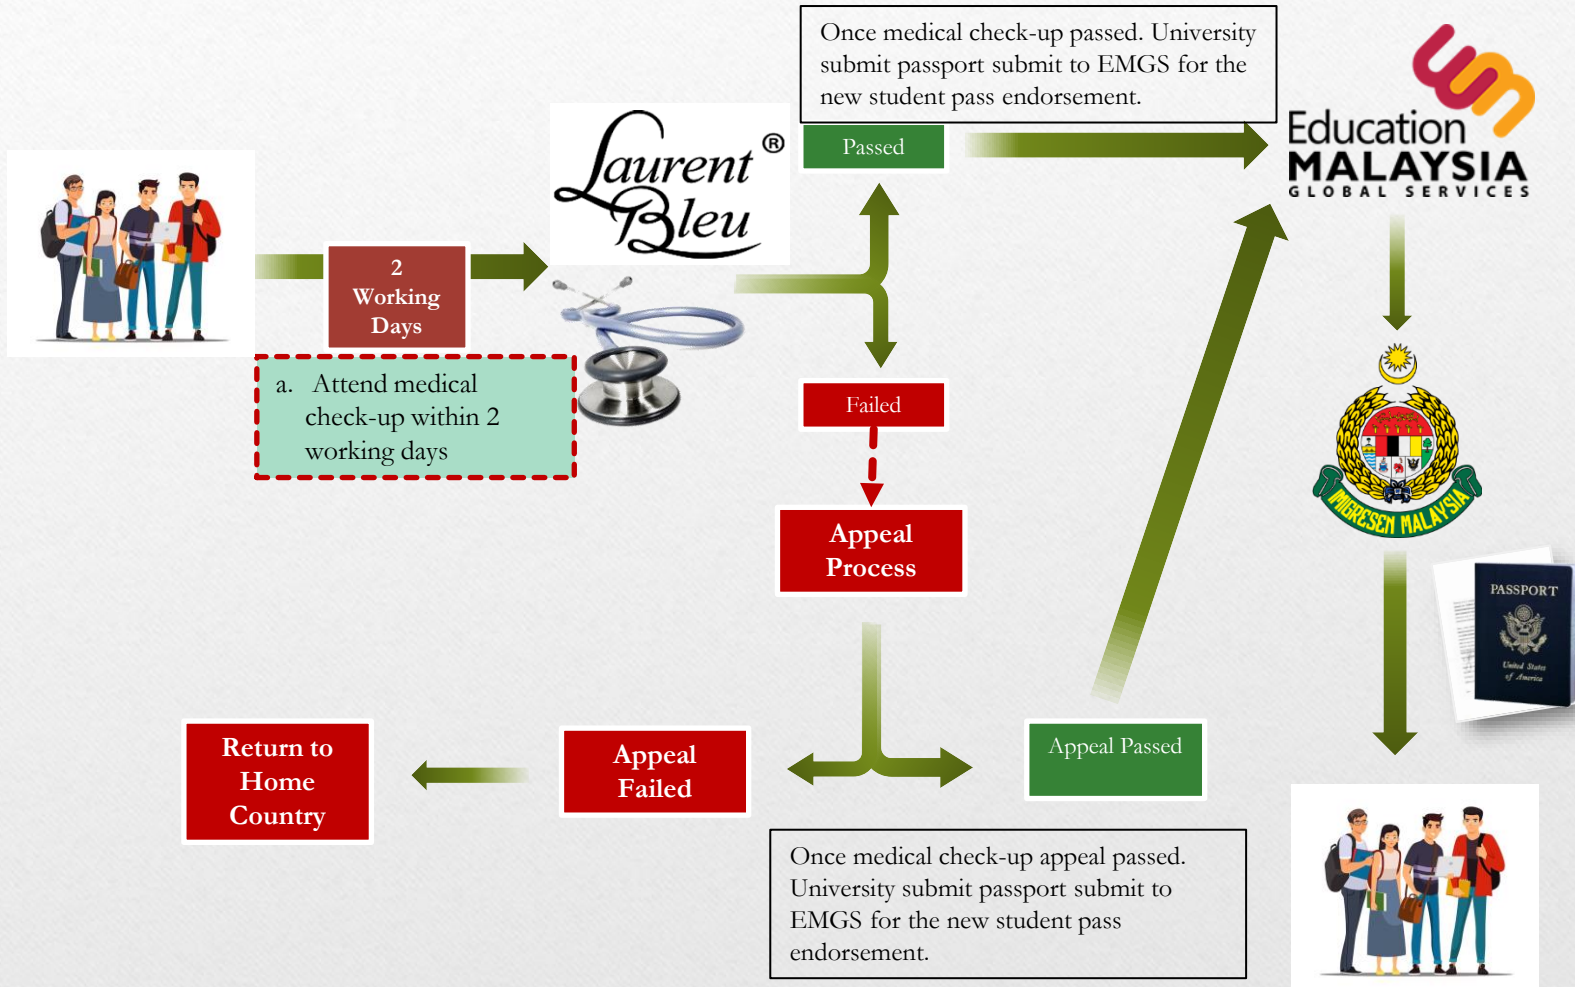 Once medical check-up passed. University
submit passport submit to EMGS for the
new student pass endorsement.
Laurent ®
Bleu
Passed
Education
MALAYSIA
GLOBAL SERVICES
2
Working
Days
a. Attend medical
check-up within 2
working days
Failed
IMIGRESEN MALAYSIA
Appeal
Process
PASSPORT
United States
of America
Return to
Home
Country
Appeal
Failed
Appeal Passed
Once medical check-up appeal passed.
University submit passport submit to
EMGS for the new student pass
endorsement.